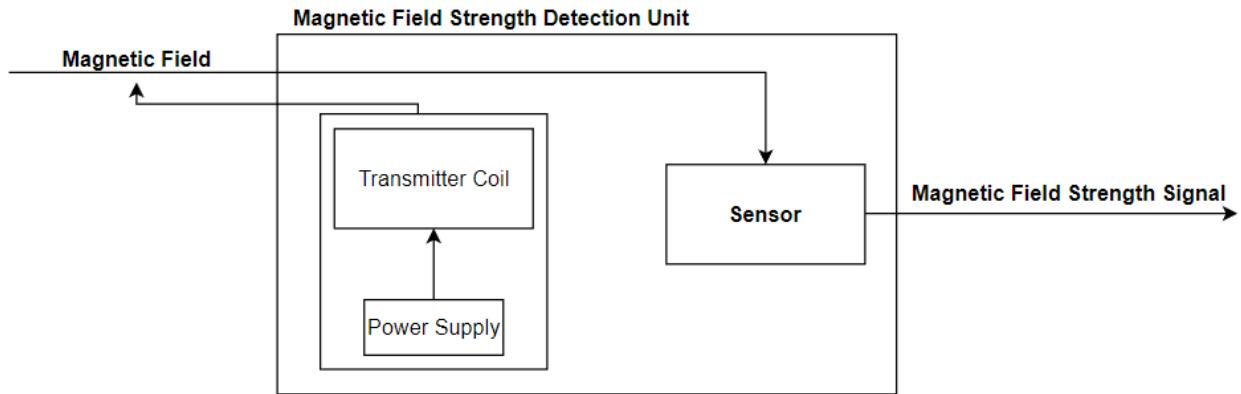 Magnetic Field Strength Detection Unit
Magnetic Field
Transmitter Coil
Power Supply
Sensor
Magnetic Field Strength Signal